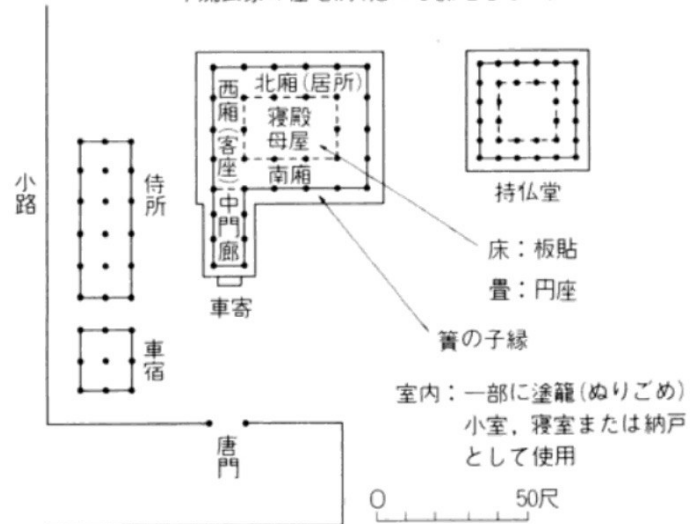 北廂(居所)
西廂(客座)
寝殿
母屋
南廂
中門廊
車寄
持仏堂
小路
侍所
車宿
唐門
床：板貼
畳：円座
簀の子縁
室内：一部に塗籠(ぬりごめ)
小室，寝室または納戸
として使用
0 50尺